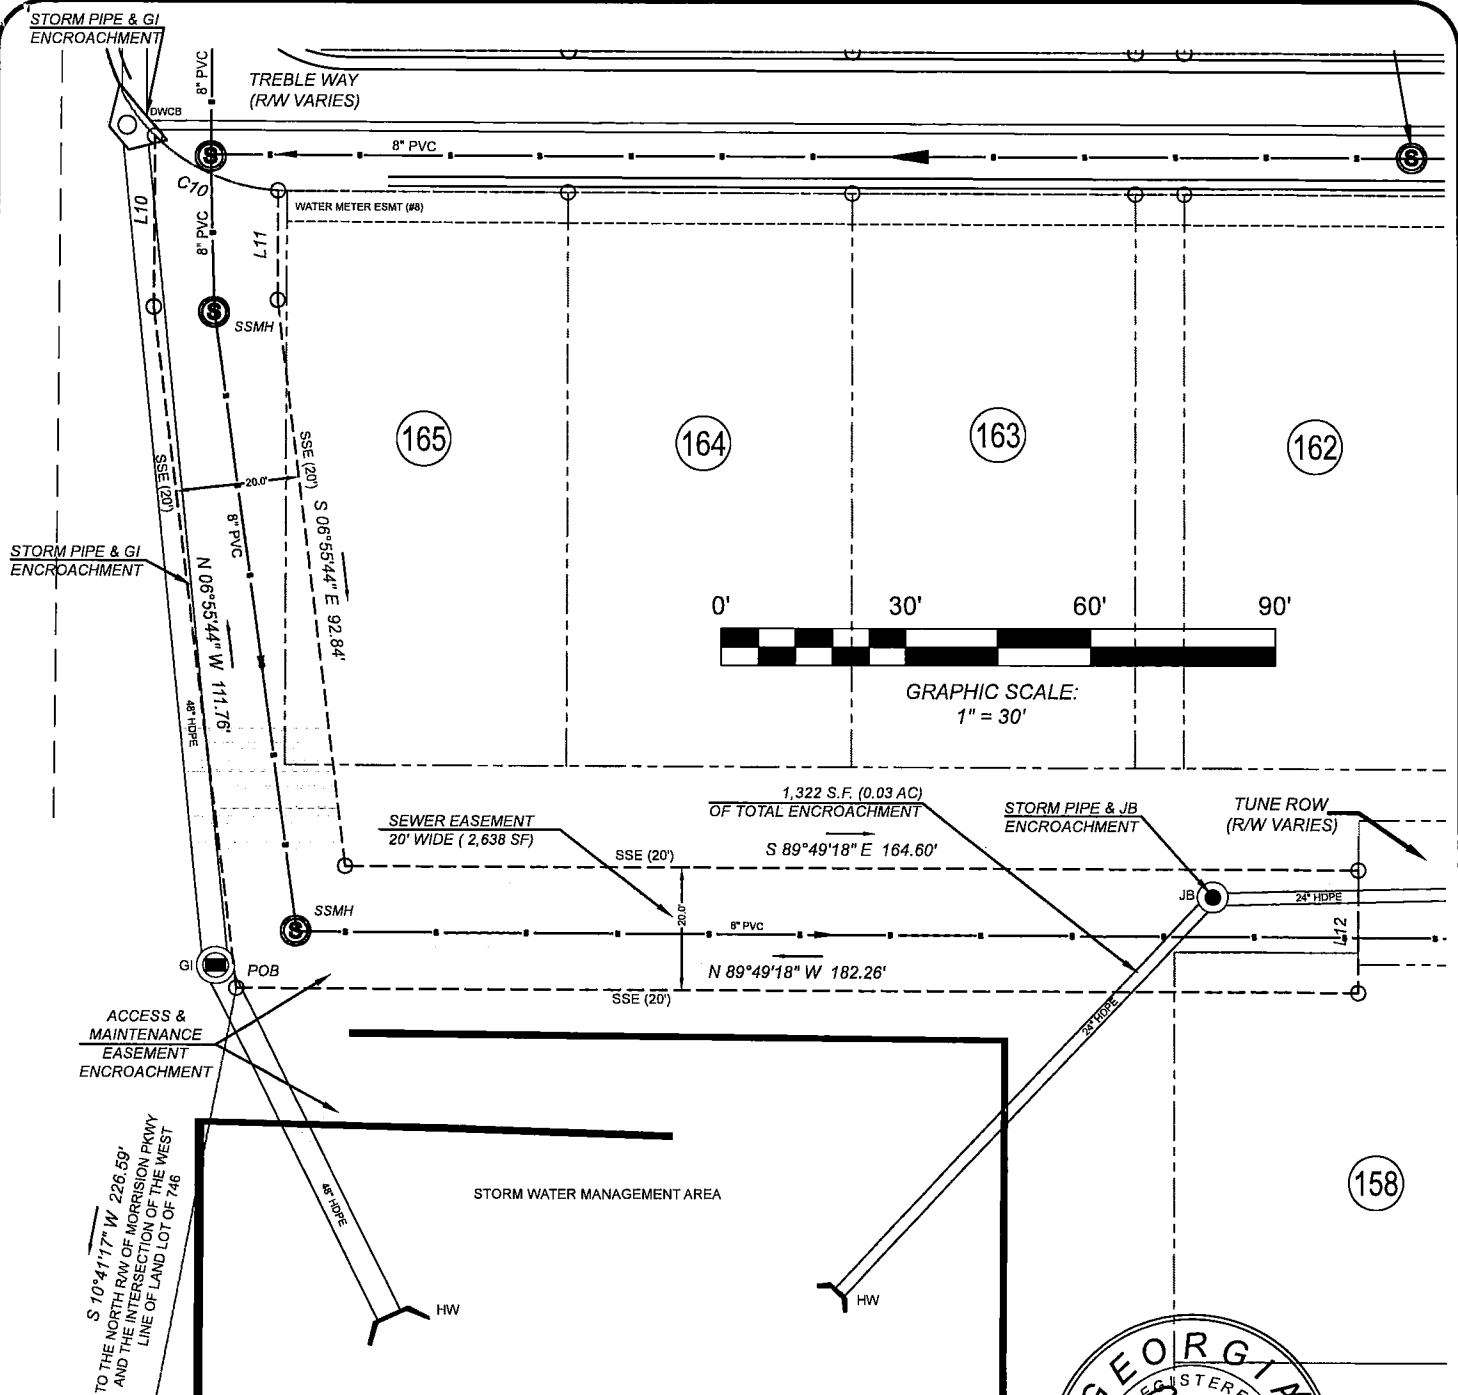 STORM PIPE & GI
ENCROACHMENT
8" PVC
TREBLE WAY
(R/W VARIES)
DWCB
8" PVC
S
S
C10
L10
8" PVC
L11
WATER METER ESMT (#8)
S
SSMH
165
164
163
162
SSE (20')
SSE (20')
20.0'
8" PVC
S 06°55'44" E 92.84'
STORM PIPE & GI
ENCROACHMENT
N 06°55'44" W 111.76'
48" HDPE
0' 30' 60' 90'
GRAPHIC SCALE:
1" = 30'
1,322 S.F. (0.03 AC)
OF TOTAL ENCROACHMENT
STORM PIPE & JB
ENCROACHMENT
TUNE ROW
(R/W VARIES)
SEWER EASEMENT
20' WIDE ( 2,638 SF)
SSE (20')
S 89°49'18" E 164.60'
JB
24" HDPE
L12
SSMH
S
20.0'
8" PVC
N 89°49'18" W 182.26'
SSE (20')
GI
POB
24" HDPE
ACCESS &
MAINTENANCE
EASEMENT
ENCROACHMENT
S 10°41'17" W 226.59'
TO THE NORTH R/W OF MORRISION PKWY
AND THE INTERSECTION OF THE WEST
LINE OF LAND LOT OF 746
48" HDPE
STORM WATER MANAGEMENT AREA
158
HW
HW
GEORGIA